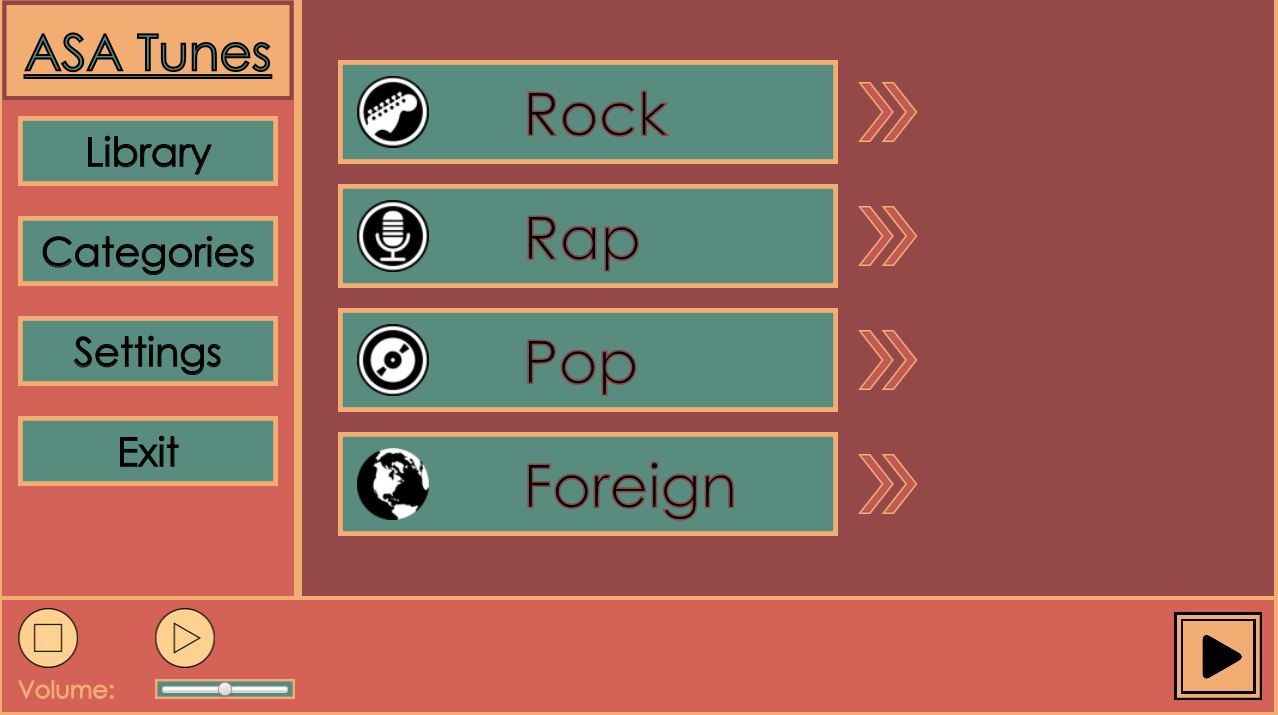 ASA Tunes
Library
Categories
Settings
Exit
Rock
Rap
Pop
Foreign
Volume: